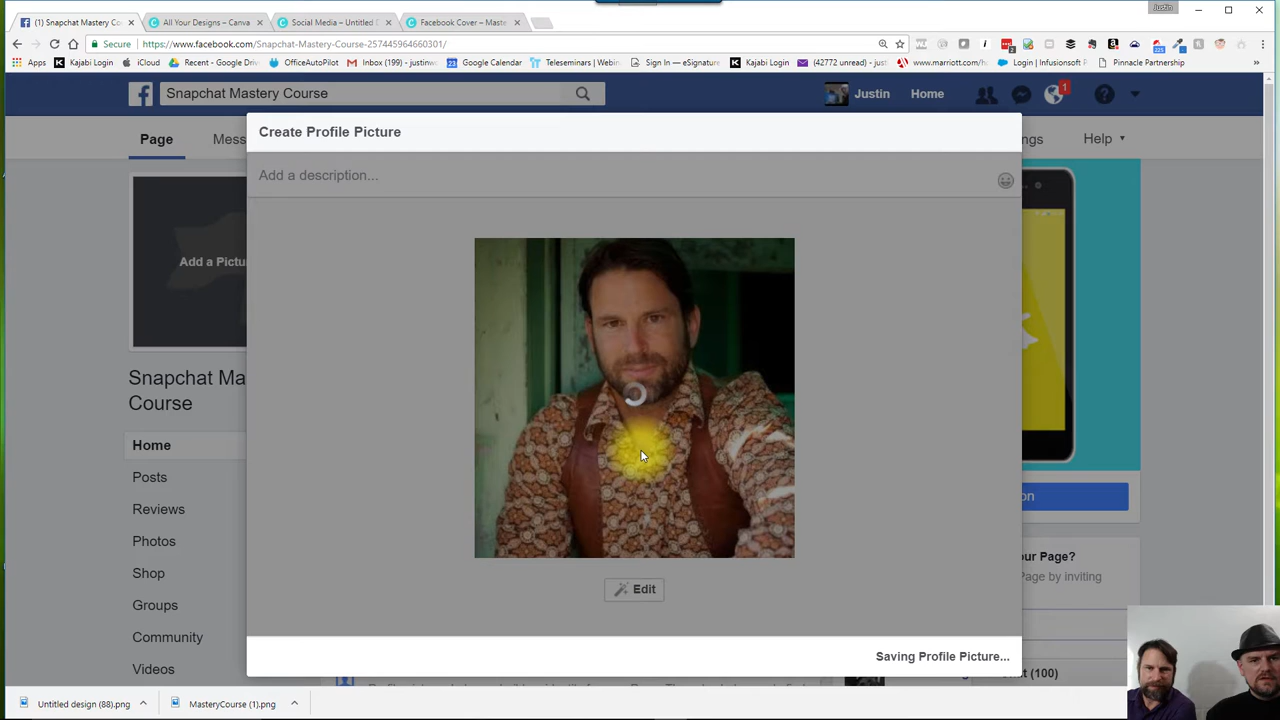 Justin
Snapchat Mastery Co
All Your Designs – Canva
Social Media – Untitled D
Facebook Cover – Maste
Secure
https://www.facebook.com/Snapchat-Mastery-Course-257445964660301/
Apps
Kajabi Login
iCloud
Recent - Google Driv
OfficeAutoPilot
Inbox (199) - justinw
Google Calendar
Teleseminars | Webin
Sign In — eSignature
Kajabi Login
(42772 unread) - just
www.marriott.com/h
Login | Infusionsoft
Pinnacle Partnership
Snapchat Mastery Course
Justin
Home
1
Page
Mess
ngs
Help
Create Profile Picture
Add a description...
Add a Pictu
Snapchat Ma
Course
Home
Posts
Reviews
Photos
Shop
Groups
Community
Videos
on
our Page?
Page by inviting
Edit
Saving Profile Picture...
(100)
Untitled design (88).png
MasteryCourse (1).png